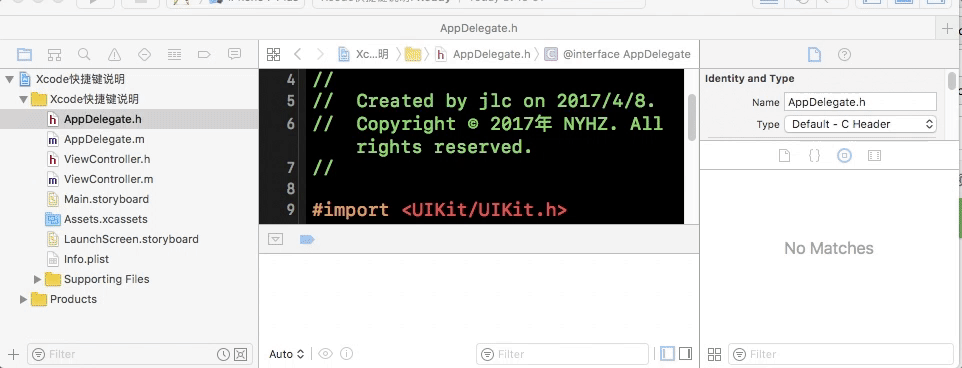 AppDelegate.h
Xcode快捷键说明
Xcode快捷键说明
AppDelegate.h
AppDelegate.m
ViewController.h
ViewController.m
Main.storyboard
Assets.xcassets
LaunchScreen.storyboard
Info.plist
Supporting Files
Products
Filter
Xc...明 〉 〉 AppDelegate.h 〉 @interface AppDelegate
4 //
5 // Created by jlc on 2017/4/8.
6 // Copyright © 2017年 NYHZ. All
rights reserved.
7 //
8
9 #import <UIKit/UIKit.h>
Auto
Filter
Identity and Type
Name AppDelegate.h
Type Default - C Header
No Matches
Filter